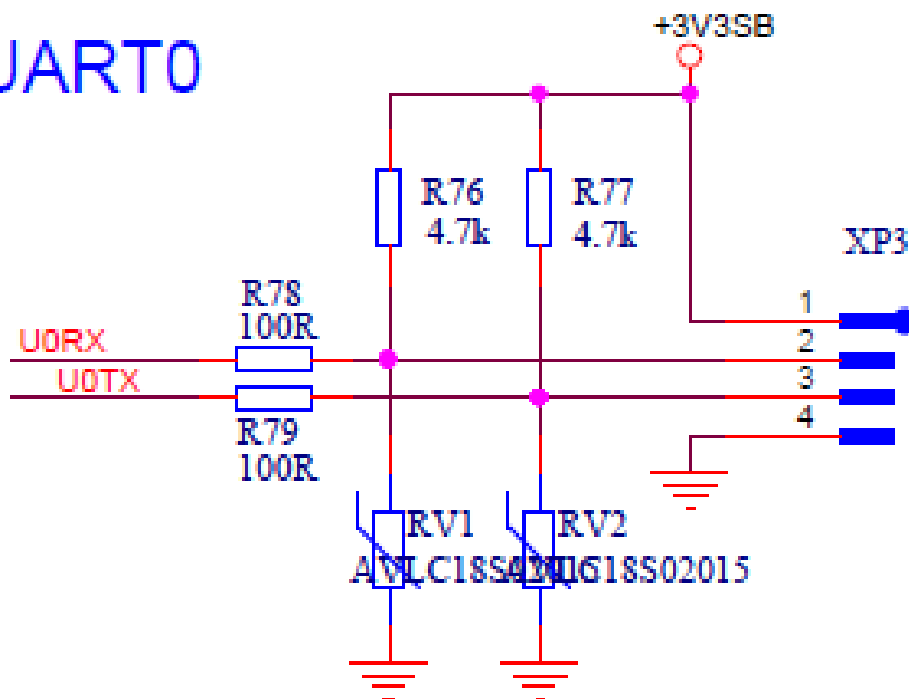 UART0
+3V3SB
R76
4.7k
R77
4.7k
XP3
R78
100R
U0RX
U0TX
R79
100R
1
2
3
4
RV1
RV2
18S02015